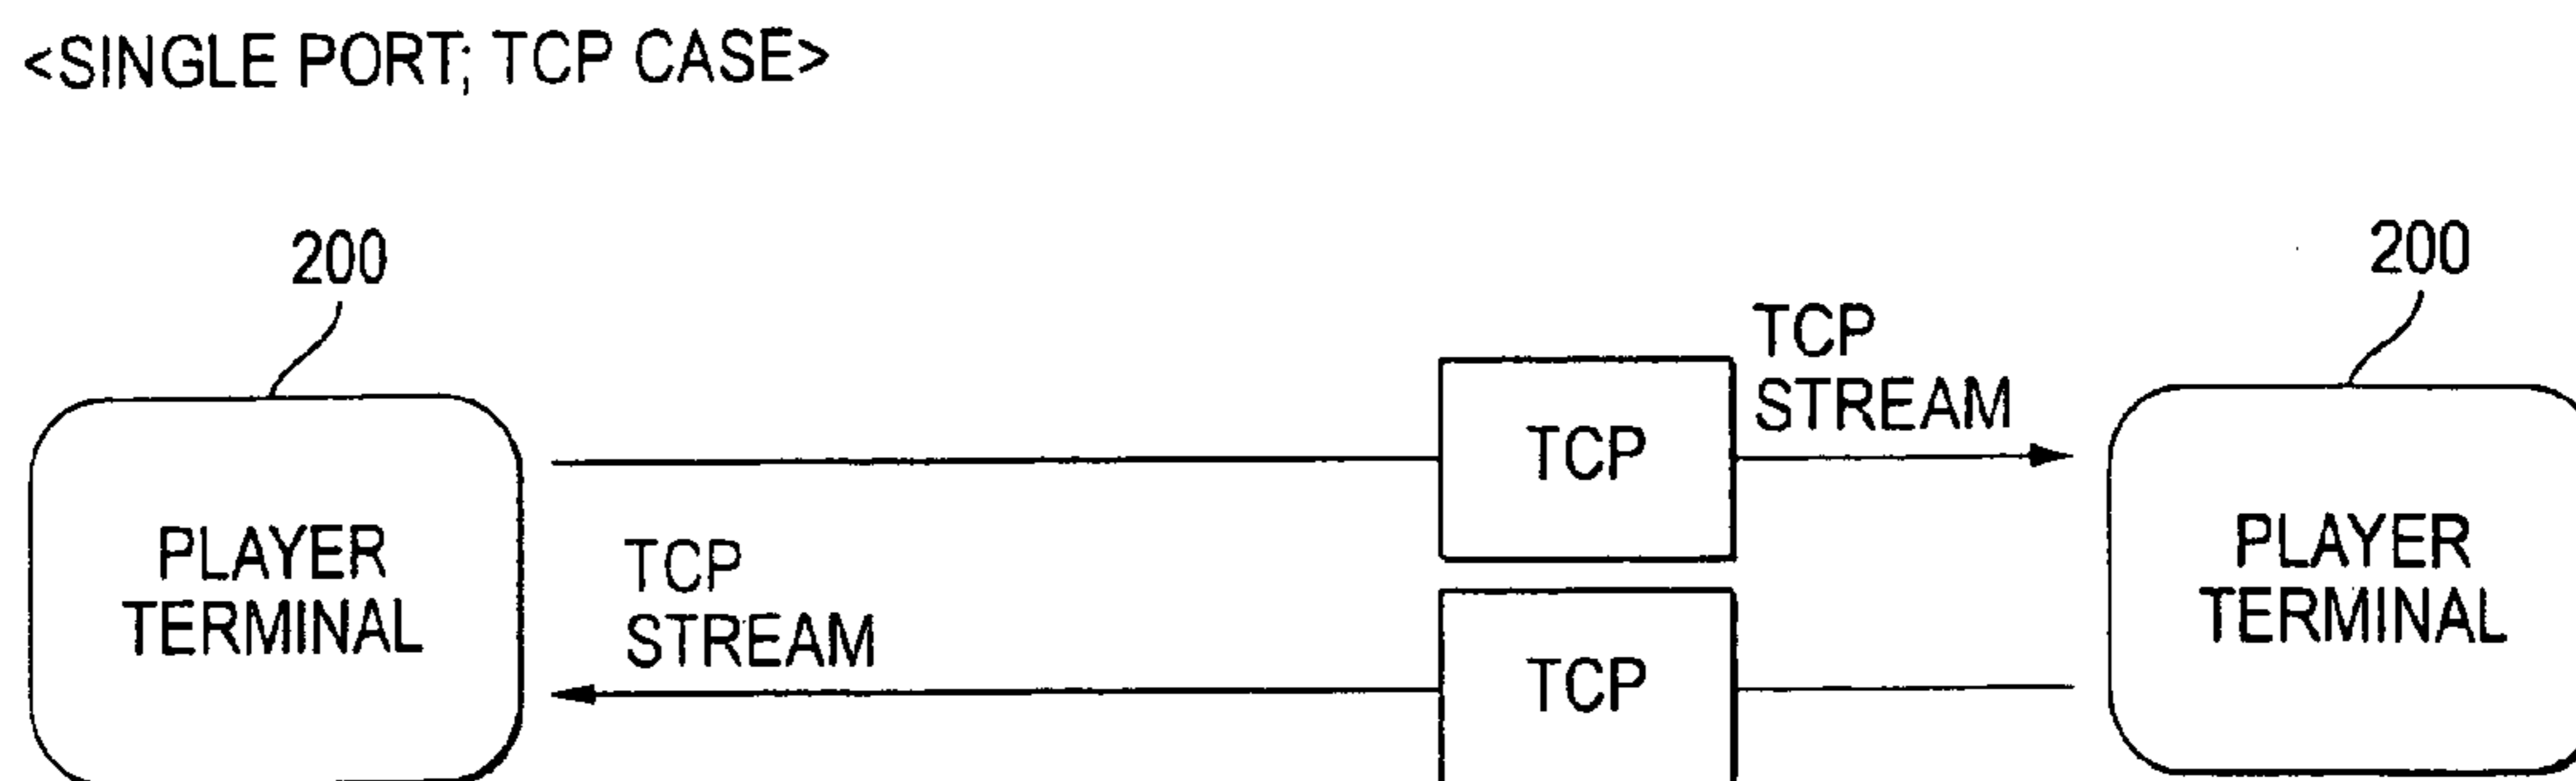 <SINGLE PORT; TCP CASE>
200
200
TCP
STREAM
TCP
PLAYER
TERMINAL
TCP
STREAM
TCP
PLAYER
TERMINAL